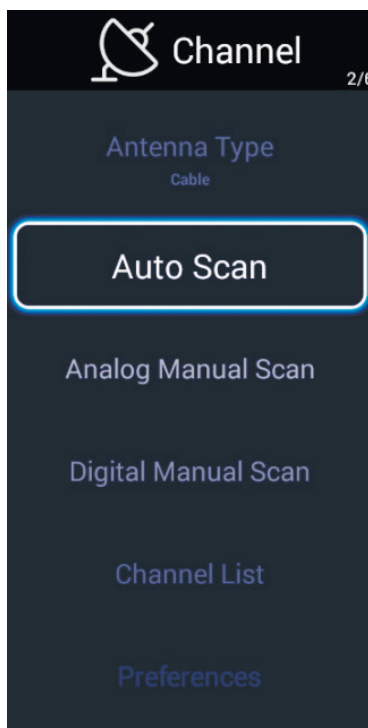 Channel
2/6
Antenna Type
Cable
Auto Scan
Analog Manual Scan
Digital Manual Scan
Channel List
Preferences